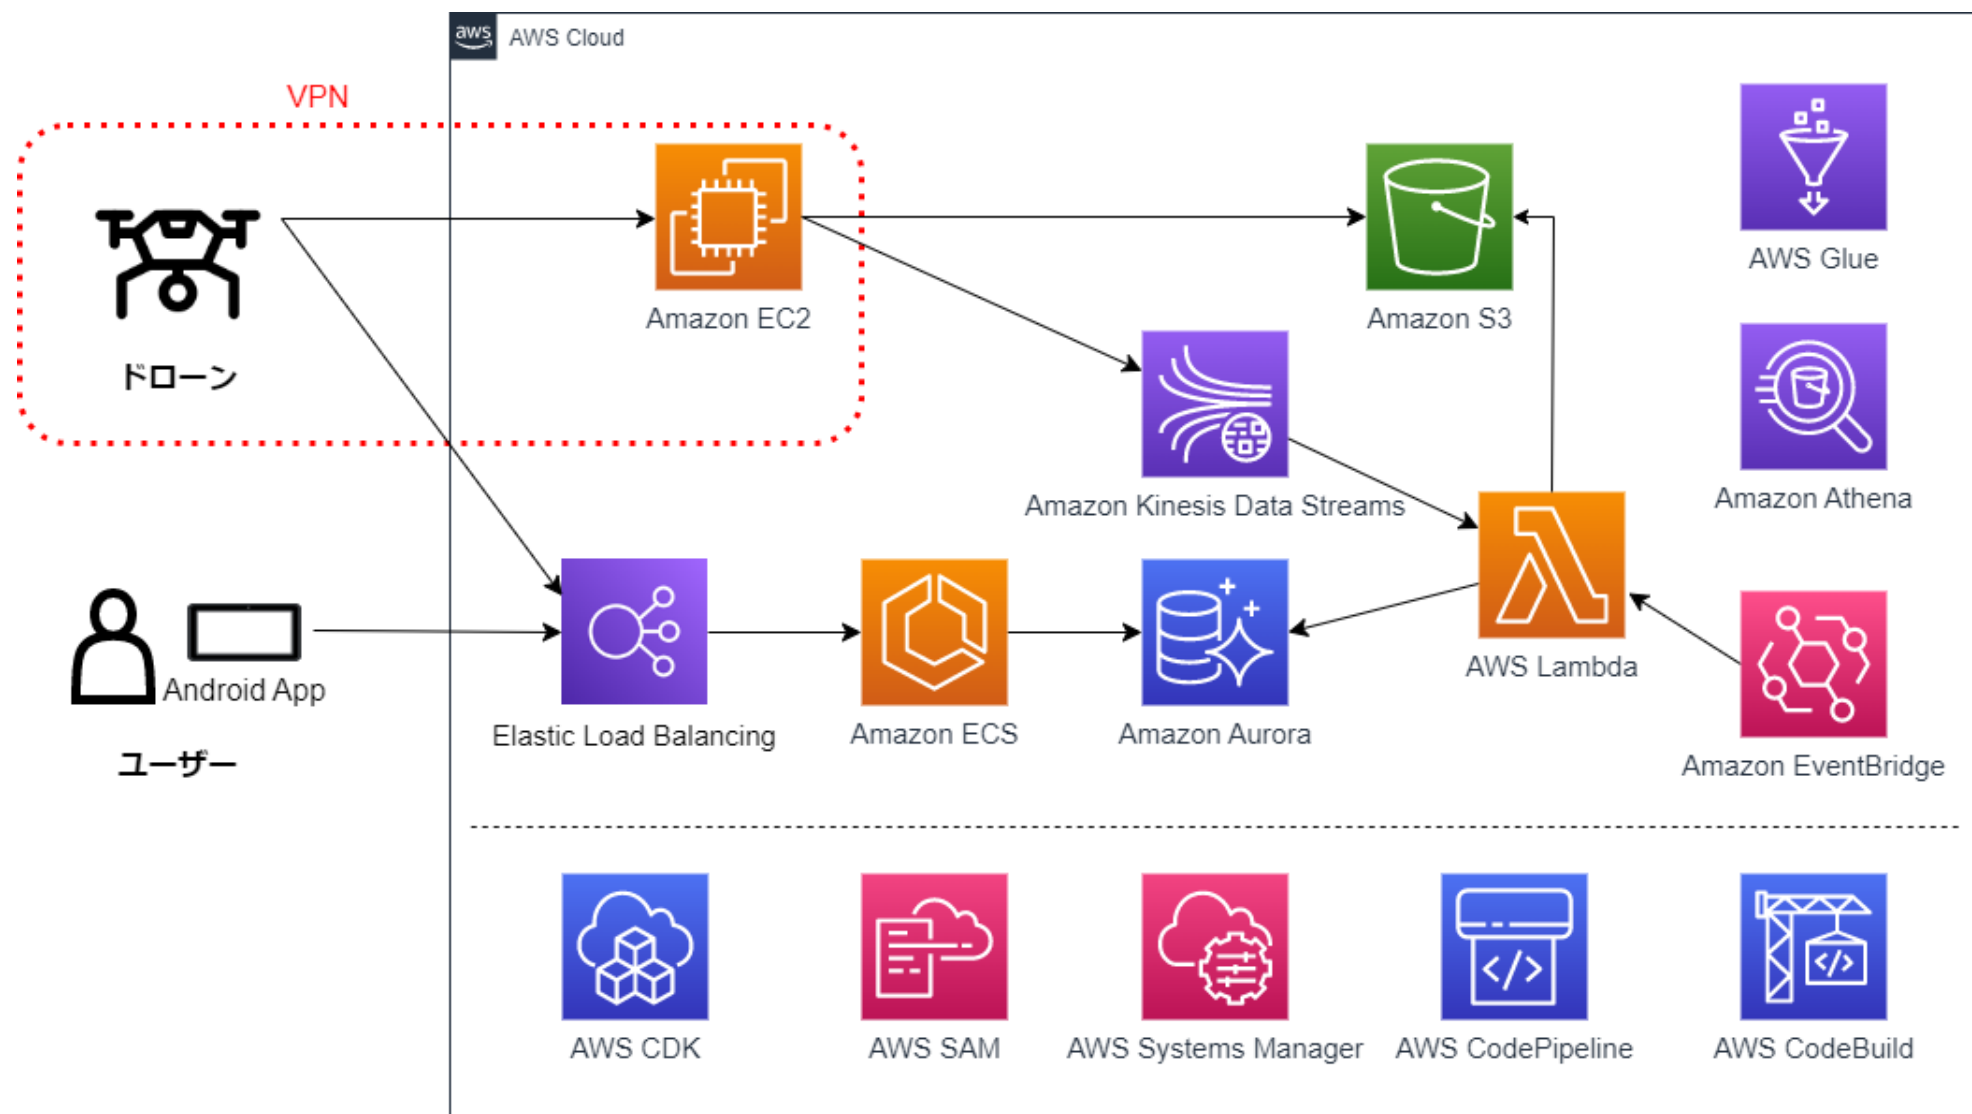 aws
AWS Cloud
VPN
ドローン
Amazon EC2
Amazon S3
AWS Glue
Amazon Kinesis Data Streams
Amazon Athena
Android App
ユーザー
Elastic Load Balancing
Amazon ECS
Amazon Aurora
AWS Lambda
Amazon EventBridge
AWS CDK
AWS SAM
AWS Systems Manager
AWS CodePipeline
AWS CodeBuild